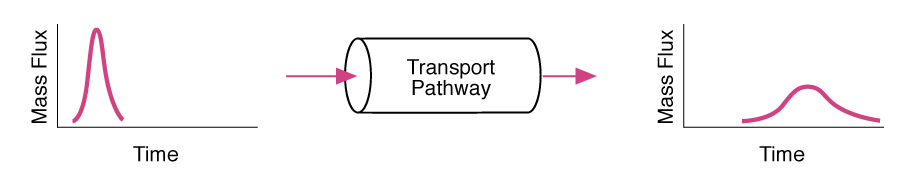 Mass Flux
Time
Transport
Pathway
Mass Flux
Time